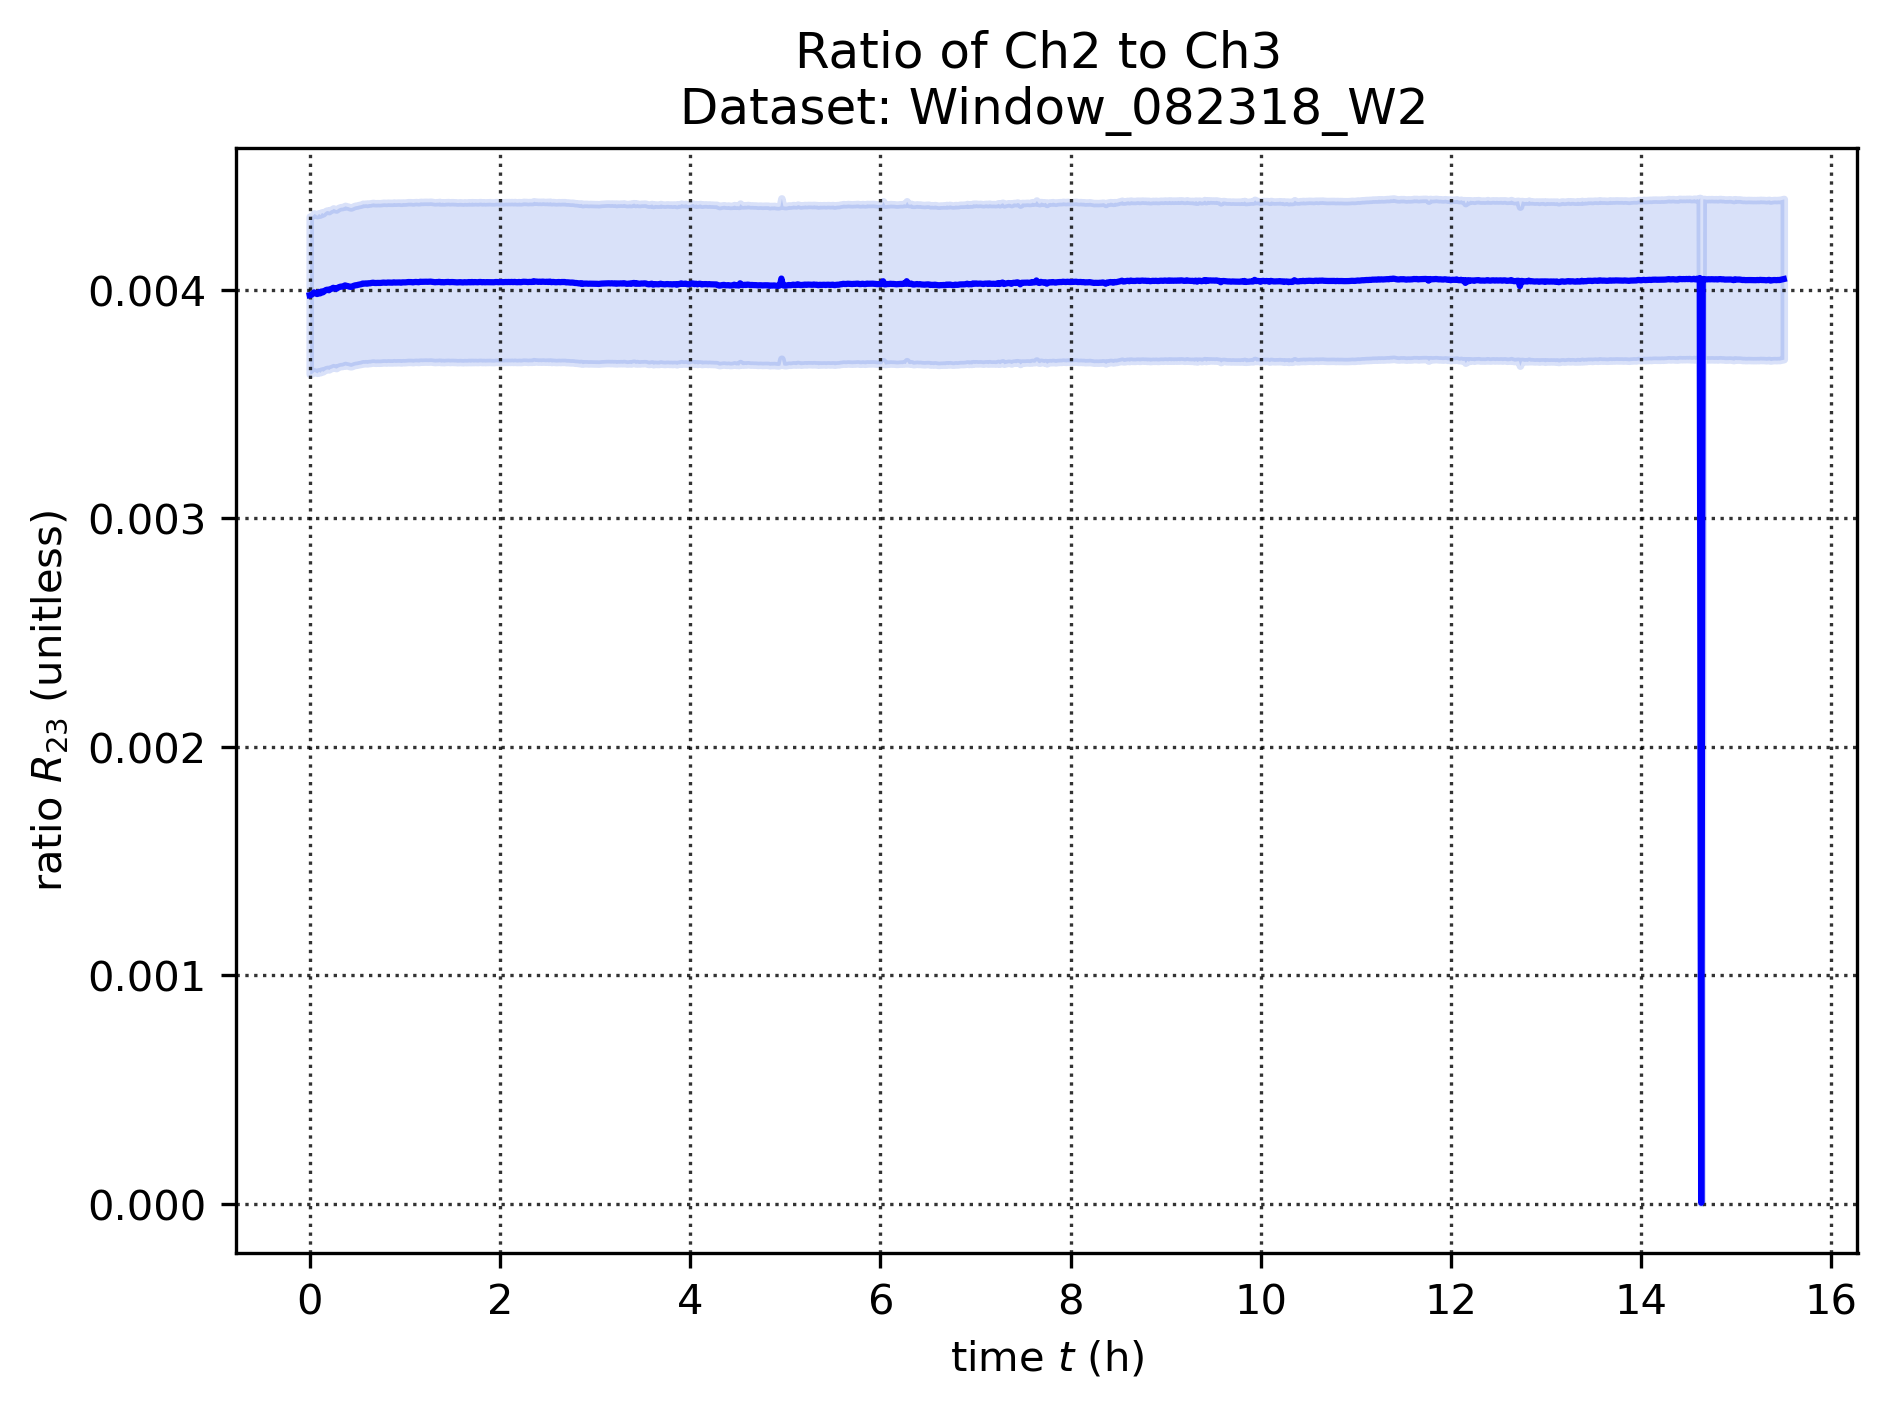 Ratio of Ch2 to Ch3
Dataset: Window_082318_W2
ratio R₂₃ (unitless)
0.004
0.003
0.002
0.001
0.000
0 2 4 6 8 10 12 14 16
time t (h)